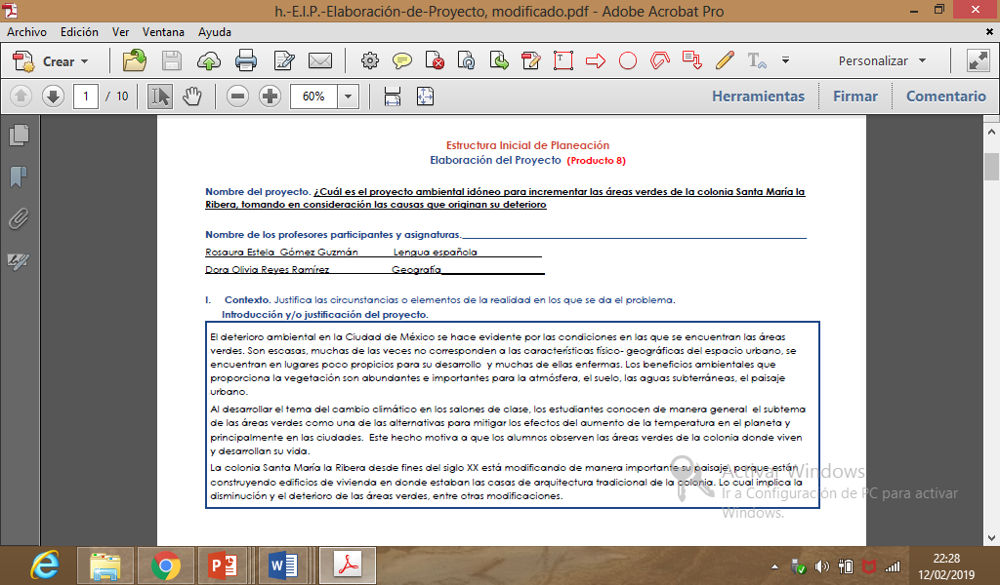 h.-E.I.P.-Elaboración-de-Proyecto, modificado.pdf - Adobe Acrobat Pro
Archivo Edición Ver Ventana Ayuda
Crear Personalizar
1 / 10 60% Herramientas Firmar Comentario
Estructura Inicial de Planeación
Elaboración del Proyecto (Producto 8)
Nombre del proyecto. ¿Cuál es el proyecto ambiental idóneo para incrementar las áreas verdes de la colonia Santa María la
Ribera, tomando en consideración las causas que originan su deterioro
Nombre de los profesores participantes y asignaturas.
Rosaura Estela Gómez Guzmán Lengua española
Dora Olivia Reyes Ramírez Geografía
I. Contexto. Justifica las circunstancias o elementos de la realidad en los que se da el problema.
Introducción y/o justificación del proyecto.
El deterioro ambiental en la Ciudad de México se hace evidente por las condiciones en las que se encuentran las áreas
verdes. Son escasas, muchas de las veces no corresponden a las características físico- geográficas del espacio urbano, se
encuentran en lugares poco propicios para su desarrollo y muchas de ellas enfermas. Los beneficios ambientales que
proporciona la vegetación son abundantes e importantes para la atmósfera, el suelo, las aguas subterráneas, el paisaje
urbano.
Al desarrollar el tema del cambio climático en los salones de clase, los estudiantes conocen de manera general el subtema
de las áreas verdes como una de las alternativas para mitigar los efectos del aumento de la temperatura en el planeta y
principalmente en las ciudades. Este hecho motiva a que los alumnos observen las áreas verdes de la colonia donde viven
y desarrollan su vida.
La colonia Santa María la Ribera desde fines del siglo XX está modificando de manera importante su paisaje, porque están
construyendo edificios de vivienda en donde estaban las casas de arquitectura tradicional de la colonia. Lo cual implica la
disminución y el deterioro de las áreas verdes, entre otras modificaciones.
Activar Windows
Ir a Configuración de PC para activar
Windows.
22:28
12/02/2019